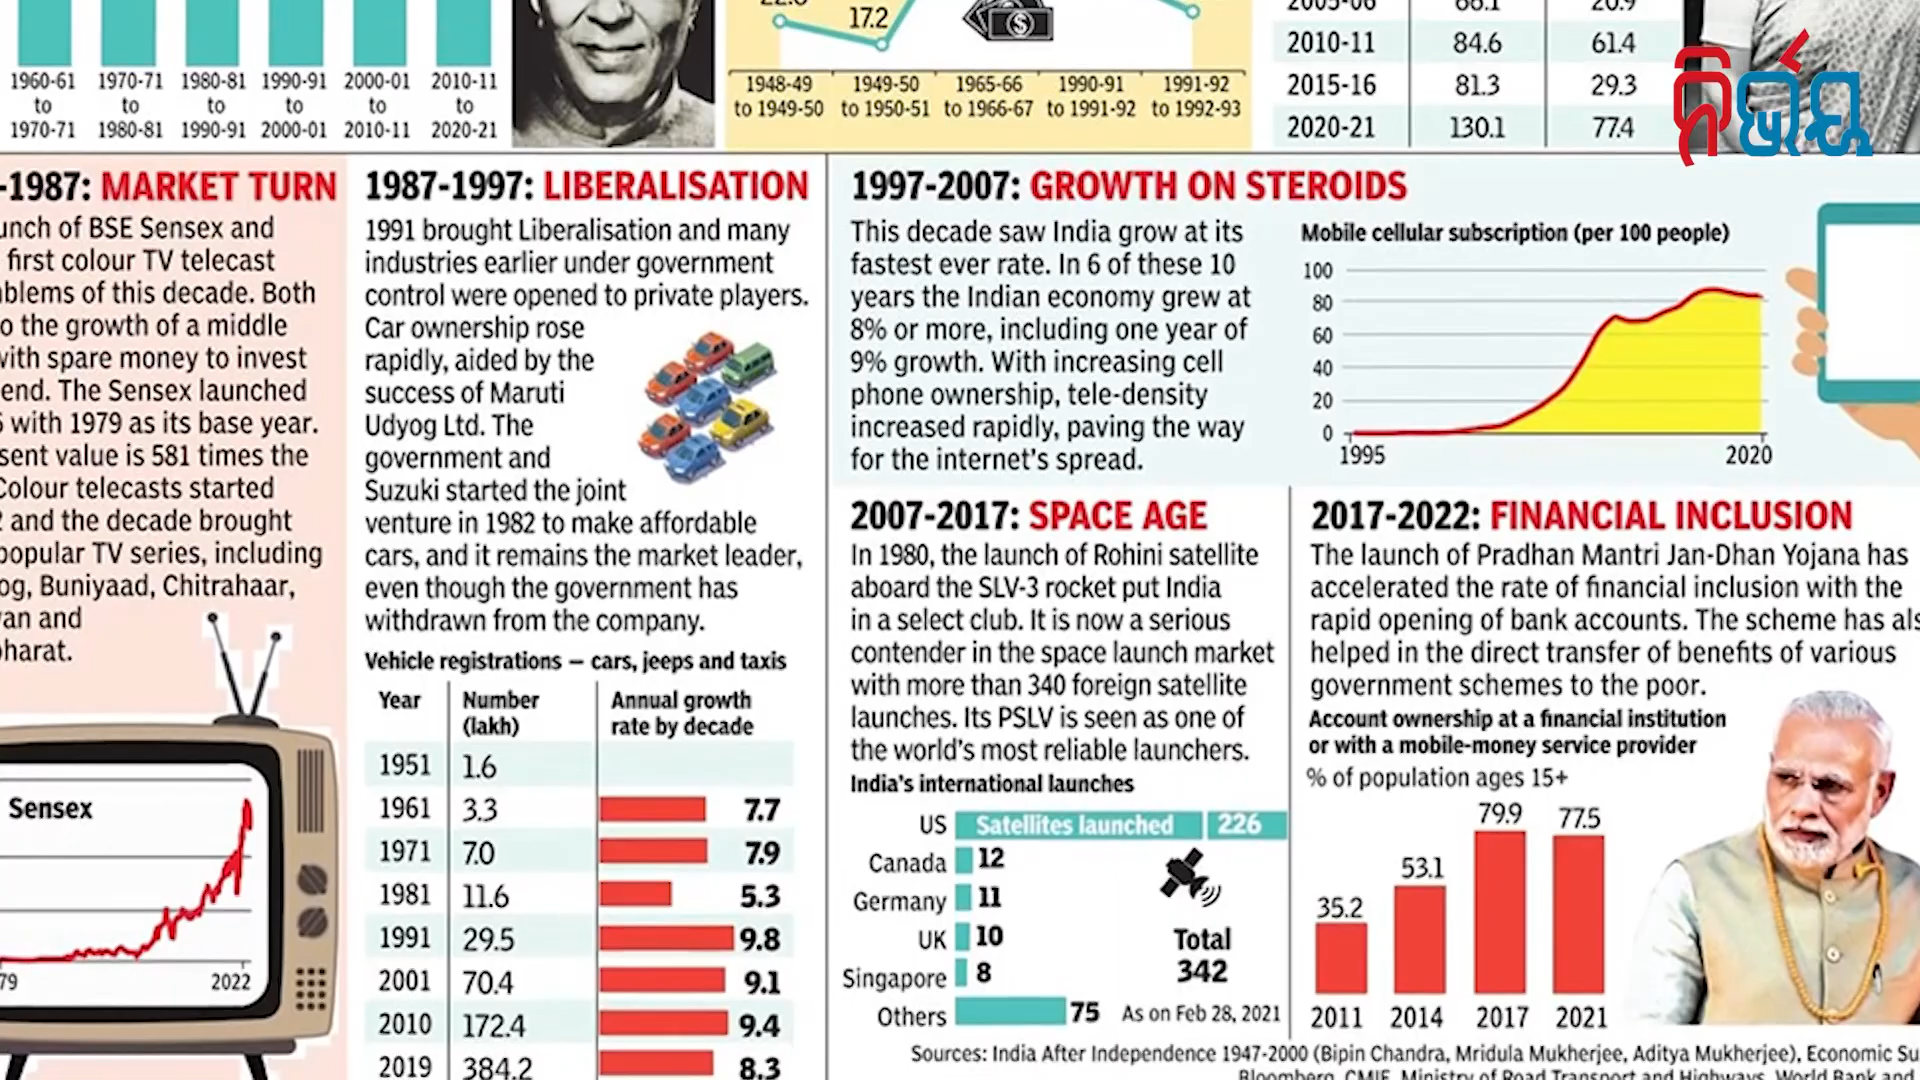 22.6
17.2
1960-61
to
1970-71
1970-71
to
1980-81
1980-81
to
1990-91
1990-91
to
2000-01
2000-01
to
2010-11
2010-11
to
2020-21
1948-49
to 1949-50
1949-50
to 1950-51
1965-66
to 1966-67
1990-91
to 1991-92
1991-92
to 1992-93
2005-06 66.1 20.9
2010-11 84.6 61.4
2015-16 81.3 29.3
2020-21 130.1 77.4
-1987: MARKET TURN
unch of BSE Sensex and
first colour TV telecast
blems of this decade. Both
o the growth of a middle
with spare money to invest
end. The Sensex launched
6 with 1979 as its base year.
sent value is 581 times the
Colour telecasts started
2 and the decade brought
popular TV series, including
og, Buniyaad, Chitrahaar,
an and
harat.
Sensex
79 2022
1987-1997: LIBERALISATION
1991 brought Liberalisation and many
industries earlier under government
control were opened to private players.
Car ownership rose
rapidly, aided by the
success of Maruti
Udyog Ltd. The
government and
Suzuki started the joint
venture in 1982 to make affordable
cars, and it remains the market leader,
even though the government has
withdrawn from the company.
Vehicle registrations – cars, jeeps and taxis
Year Number (lakh) Annual growth rate by decade
1951 1.6
1961 3.3 7.7
1971 7.0 7.9
1981 11.6 5.3
1991 29.5 9.8
2001 70.4 9.1
2010 172.4 9.4
2019 384.2 8.3
1997-2007: GROWTH ON STEROIDS
This decade saw India grow at its
fastest ever rate. In 6 of these 10
years the Indian economy grew at
8% or more, including one year of
9% growth. With increasing cell
phone ownership, tele-density
increased rapidly, paving the way
for the internet's spread.
Mobile cellular subscription (per 100 people)
100
80
60
40
20
0
1995 2020
2007-2017: SPACE AGE
In 1980, the launch of Rohini satellite
aboard the SLV-3 rocket put India
in a select club. It is now a serious
contender in the space launch market
with more than 340 foreign satellite
launches. Its PSLV is seen as one of
the world's most reliable launchers.
India's international launches
US Satellites launched 226
Canada 12
Germany 11
UK 10
Singapore 8
Others 75
Total
342
As on Feb 28, 2021
2017-2022: FINANCIAL INCLUSION
The launch of Pradhan Mantri Jan-Dhan Yojana has
accelerated the rate of financial inclusion with the
rapid opening of bank accounts. The scheme has als
helped in the direct transfer of benefits of various
government schemes to the poor.
Account ownership at a financial institution
or with a mobile-money service provider
% of population ages 15+
35.2 53.1 79.9 77.5
2011 2014 2017 2021
Sources: India After Independence 1947-2000 (Bipin Chandra, Mridula Mukherjee, Aditya Mukherjee), Economic Su
Bloomberg, CMIE, Ministry of Road Transport and Highways, World Bank and